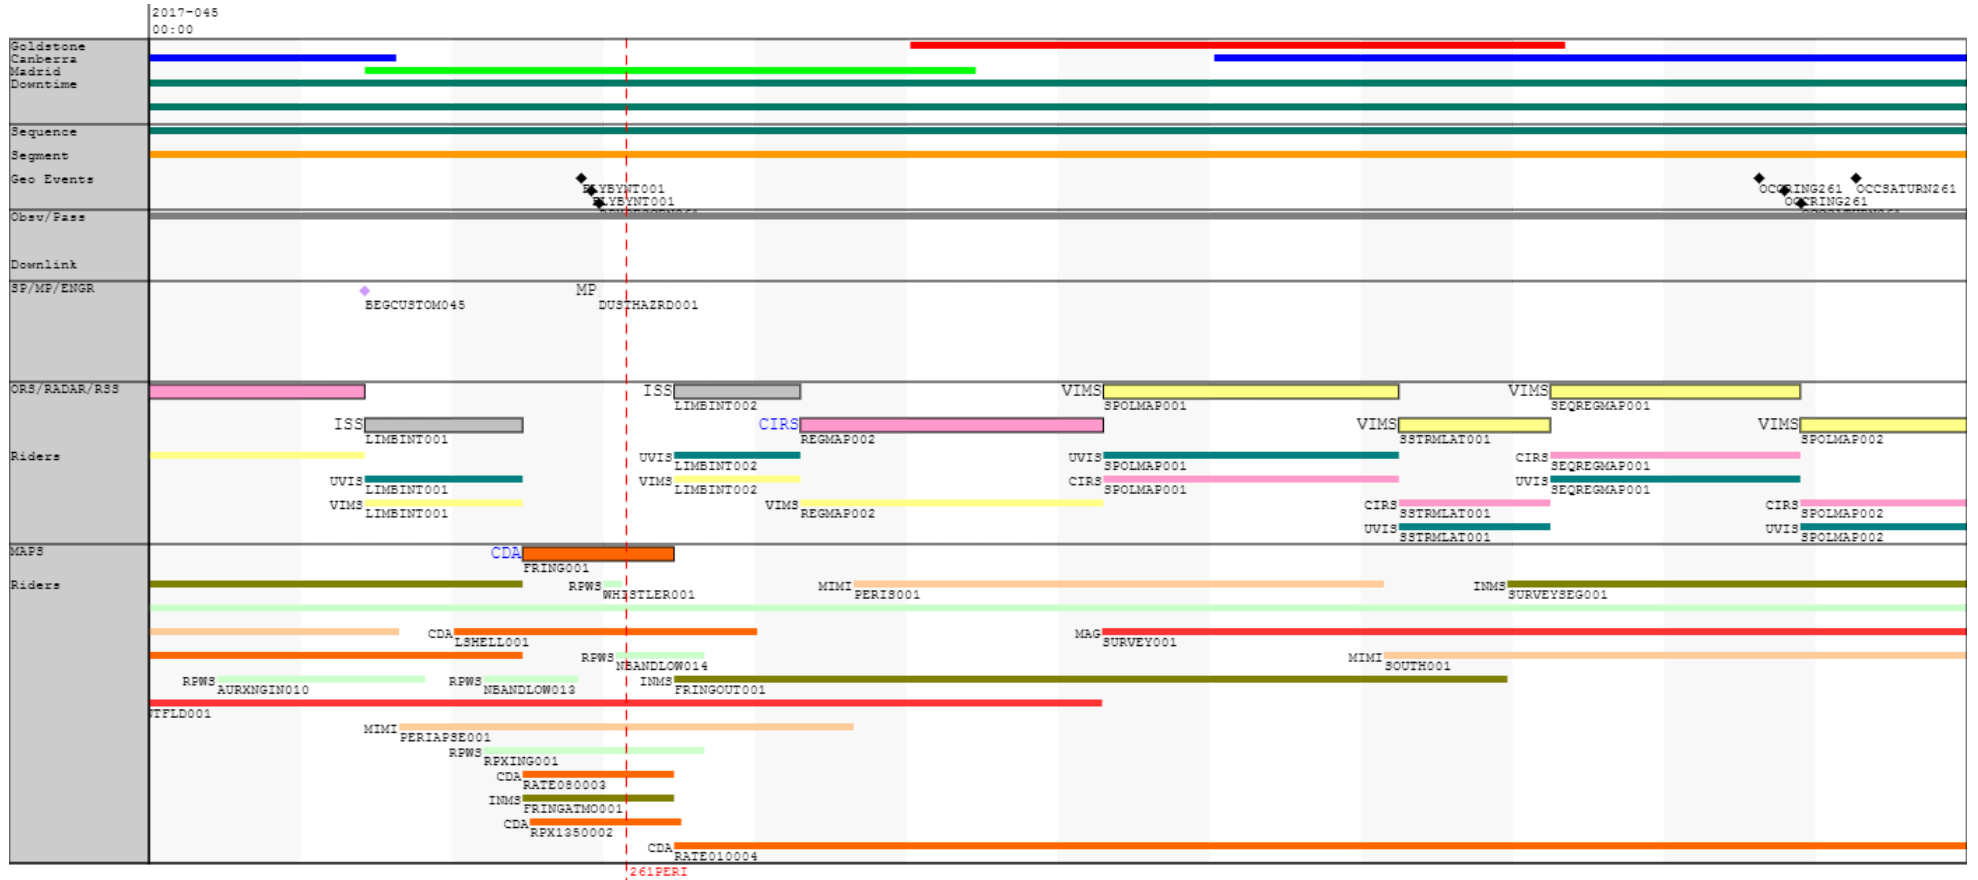 2017-045
00:00
Goldstone
Canberra
Madrid
Downtime
Sequence
Segment
Geo Events
FLYBYNT001
OCCRING261
OCCSATURN261
FLYBYNT001
OCCRING261
Obsv/Pass
Downlink
SP/MP/ENGR
MP
BEGCUSTOM045
DUSTHAZRD001
ORS/RADAR/RSS
ISS
LIMBINT002
VIMS
SPOLMAP001
VIMS
SEQREGMAP001
ISS
LIMBINT001
CIRS
REGMAP002
VIMS
SSTRMLAT001
VIMS
SPOLMAP002
Riders
UVIS
LIMBINT002
UVIS
SPOLMAP001
CIRS
SEQREGMAP001
UVIS
LIMBINT001
VIMS
LIMBINT002
CIRS
SPOLMAP001
UVIS
SEQREGMAP001
VIMS
LIMBINT001
VIMS
REGMAP002
CIRS
SSTRMLAT001
CIRS
SPOLMAP002
UVIS
SSTRMLAT001
UVIS
SPOLMAP002
MAPS
CDA
FRING001
Riders
RPWS
WHISTLER001
MIMI
PERIS001
INMS
SURVEYSEG001
CDA
LSHELL001
MAG
SURVEY001
RPWS
NBANDLOW014
MIMI
SOUTH001
RPWS
AURXNGIN010
RPWS
NBANDLOW013
INMS
FRINGOUT001
TFLD001
MIMI
PERIAPSE001
RPWS
RPXING001
CDA
RATE080003
INMS
FRINGATMO001
CDA
RPX1350002
CDA
RATE010004
261PERI